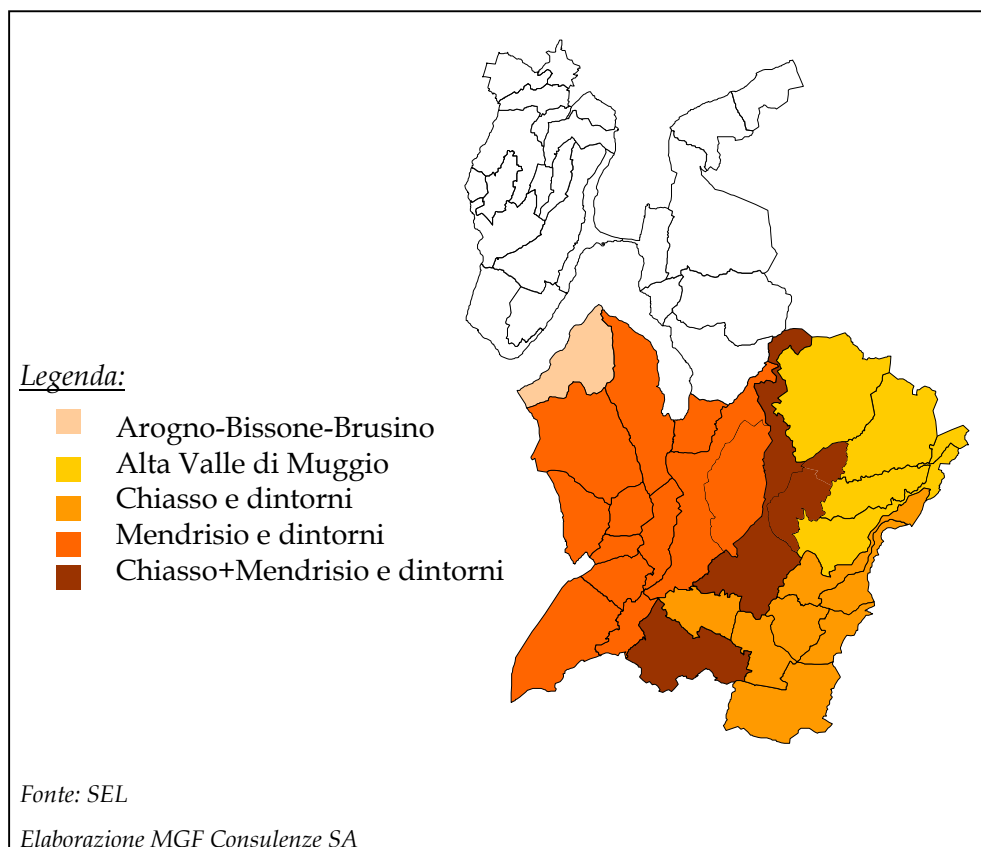 Legenda:
Arogno-Bissone-Brusino
Alta Valle di Muggio
Chiasso e dintorni
Mendrisio e dintorni
Chiasso+Mendrisio e dintorni
Fonte: SEL
Elaborazione MGF Consulenze SA